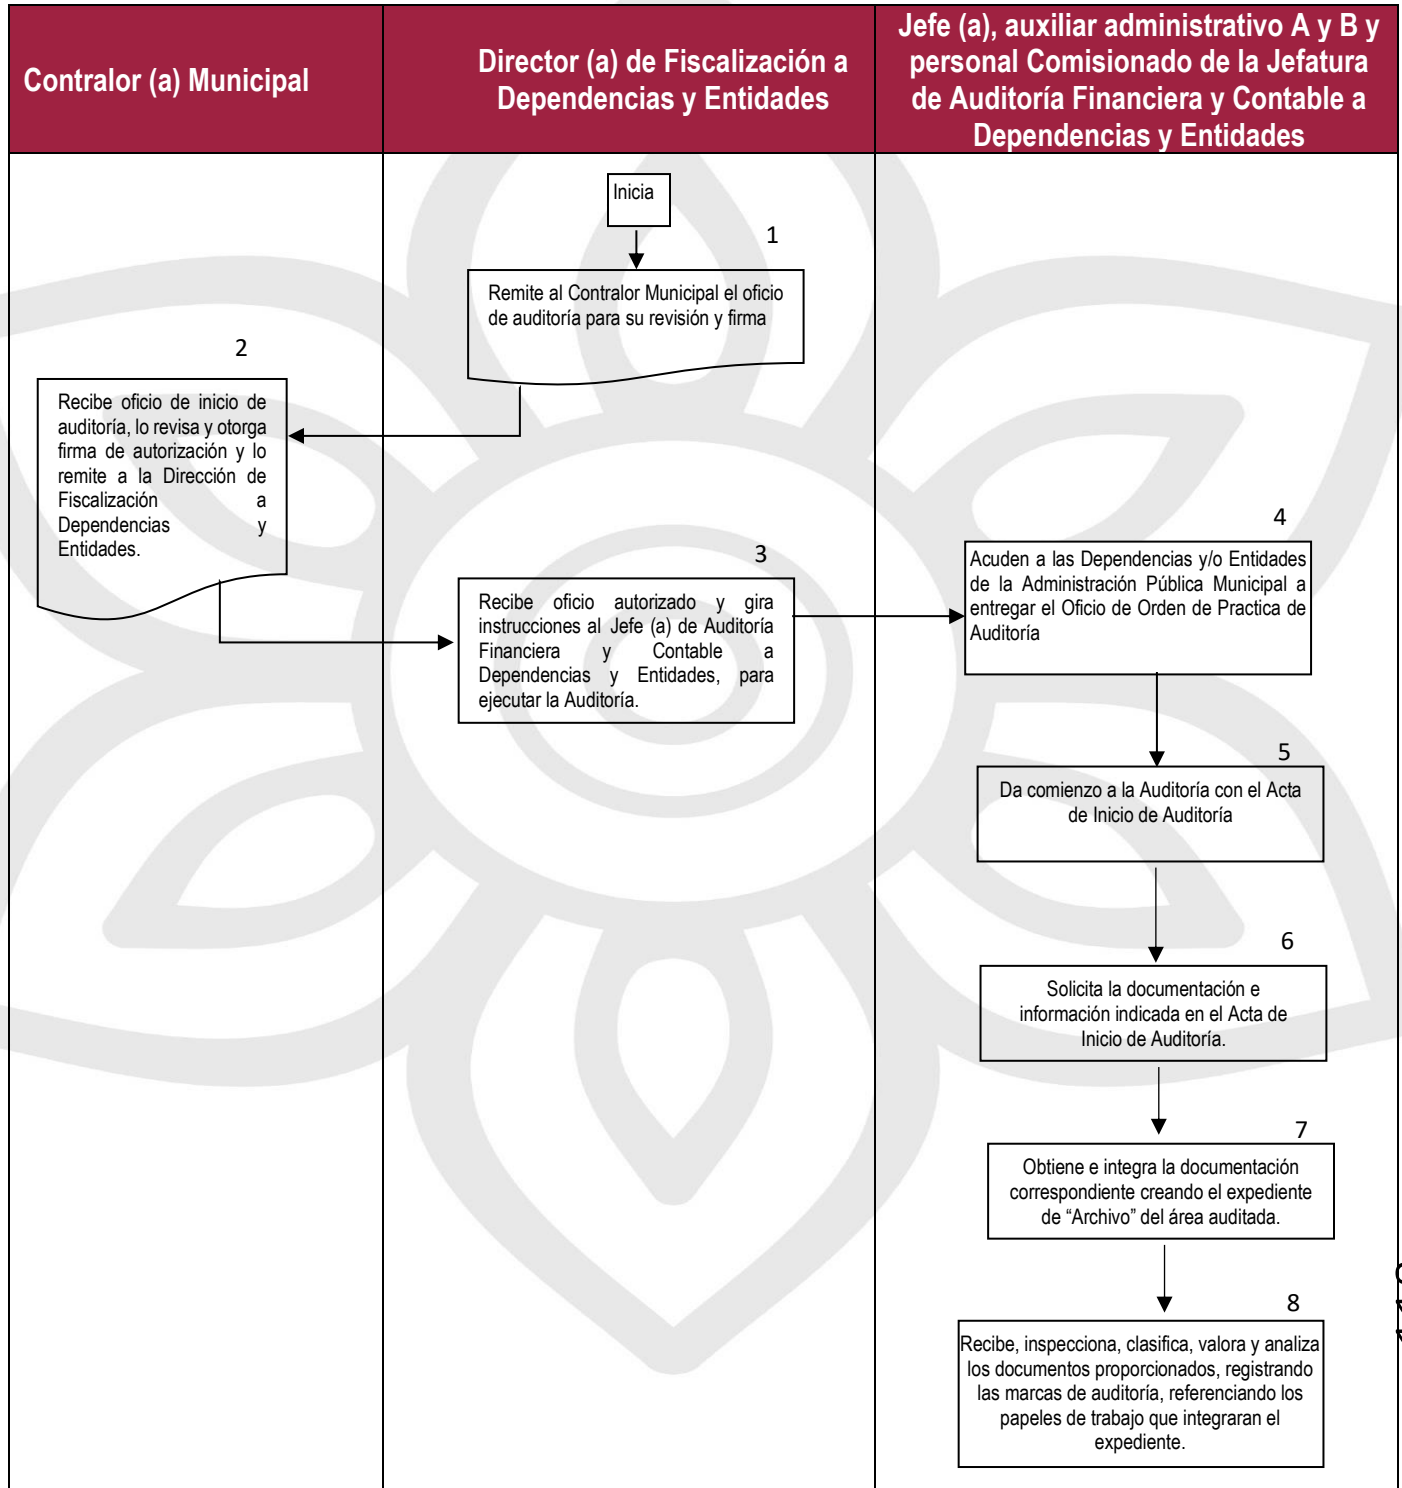 Contralor (a) Municipal
Director (a) de Fiscalización a
Dependencias y Entidades
Jefe (a), auxiliar administrativo A y B y
personal Comisionado de la Jefatura
de Auditoría Financiera y Contable a
Dependencias y Entidades
Inicia
1
Remite al Contralor Municipal el oficio
de auditoría para su revisión y firma
2
Recibe oficio de inicio de
auditoría, lo revisa y otorga
firma de autorización y lo
remite a la Dirección de
Fiscalización a
Dependencias y
Entidades.
3
Recibe oficio autorizado y gira
instrucciones al Jefe (a) de Auditoría
Financiera y Contable a
Dependencias y Entidades, para
ejecutar la Auditoría.
4
Acuden a las Dependencias y/o Entidades
de la Administración Pública Municipal a
entregar el Oficio de Orden de Practica de
Auditoría
5
Da comienzo a la Auditoría con el Acta
de Inicio de Auditoría
6
Solicita la documentación e
información indicada en el Acta de
Inicio de Auditoría.
7
Obtiene e integra la documentación
correspondiente creando el expediente
de “Archivo” del área auditada.
8
Recibe, inspecciona, clasifica, valora y analiza
los documentos proporcionados, registrando
las marcas de auditoría, referenciando los
papeles de trabajo que integraran el
expediente.